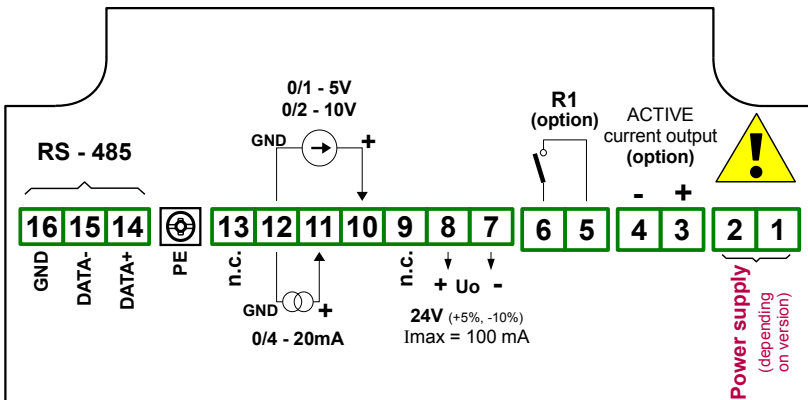 0/1 - 5V
0/2 - 10V
GND
+
RS - 485
R1
(option)
ACTIVE
current output
(option)
- +
16 15 14 13 12 11 10 9 8 7 6 5 4 3 2 1
GND
DATA-
DATA+
PE
n.c.
GND
+
0/4 - 20mA
n.c.
+ Uo -
24V (+5%, -10%)
Imax = 100 mA
Power supply
(depending
on version)
!